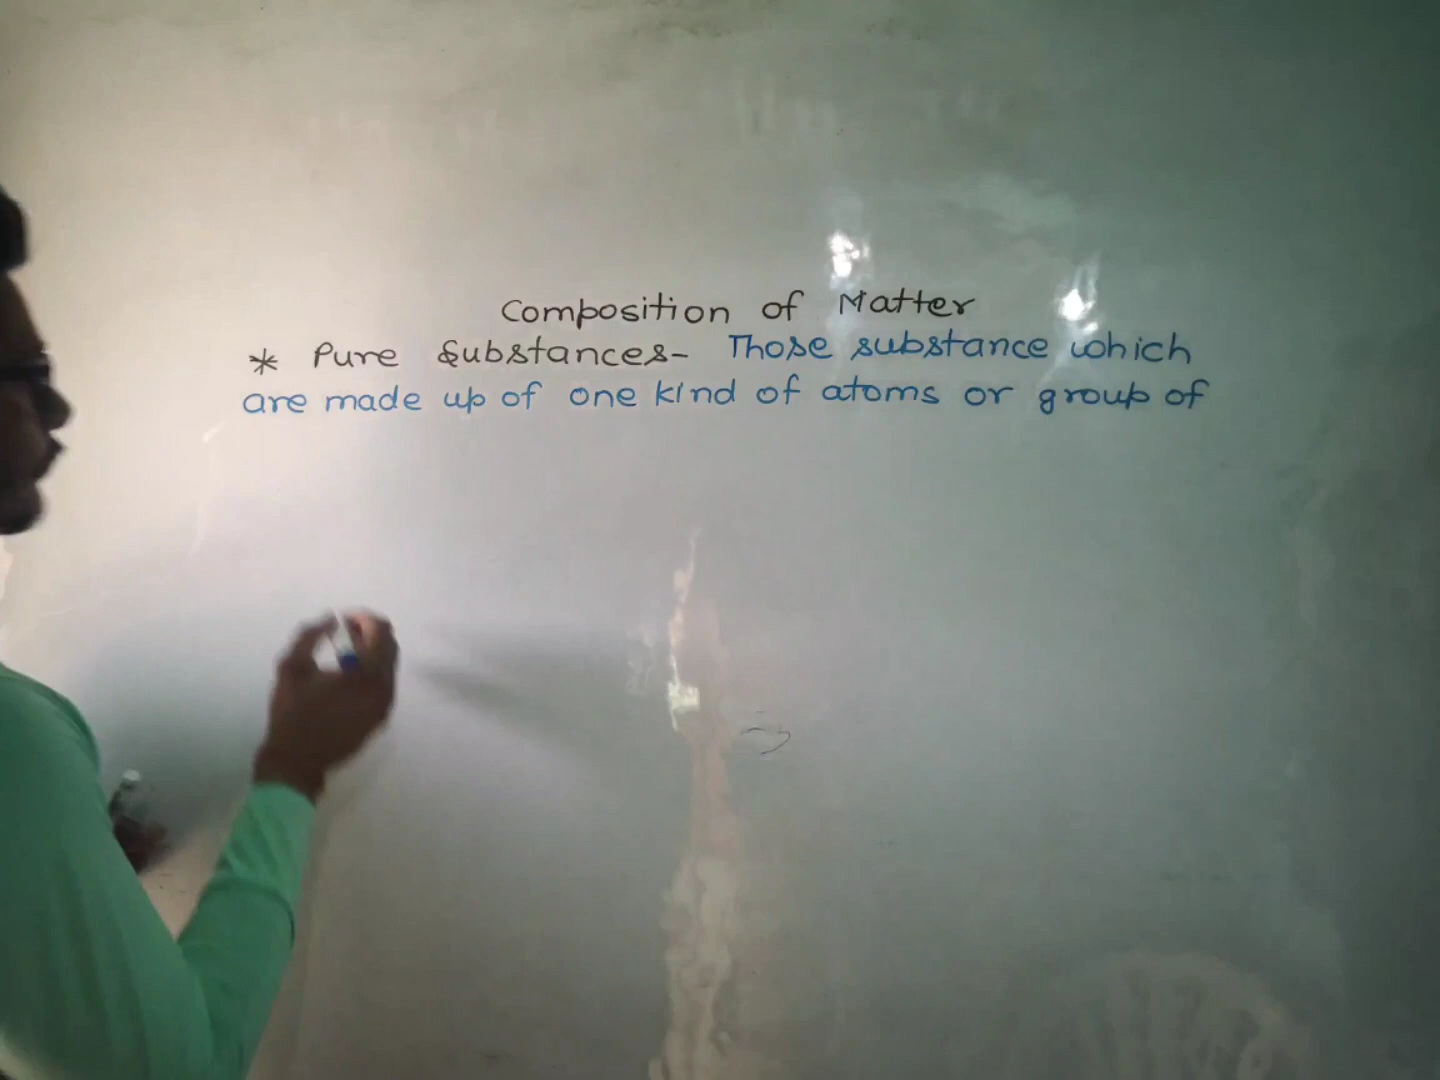 Composition of Matter
* Pure Substances- Those substance which
are made up of one kind of atoms or group of